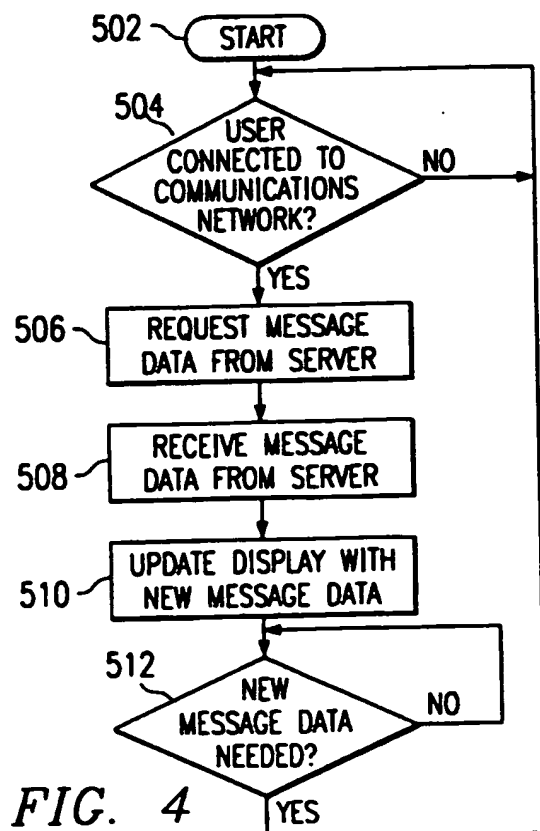 502
START
504
USER
CONNECTED TO
COMMUNICATIONS
NETWORK?
NO
YES
506
REQUEST MESSAGE
DATA FROM SERVER
508
RECEIVE MESSAGE
DATA FROM SERVER
510
UPDATE DISPLAY WITH
NEW MESSAGE DATA
512
NEW
MESSAGE DATA
NEEDED?
NO
YES
FIG. 4